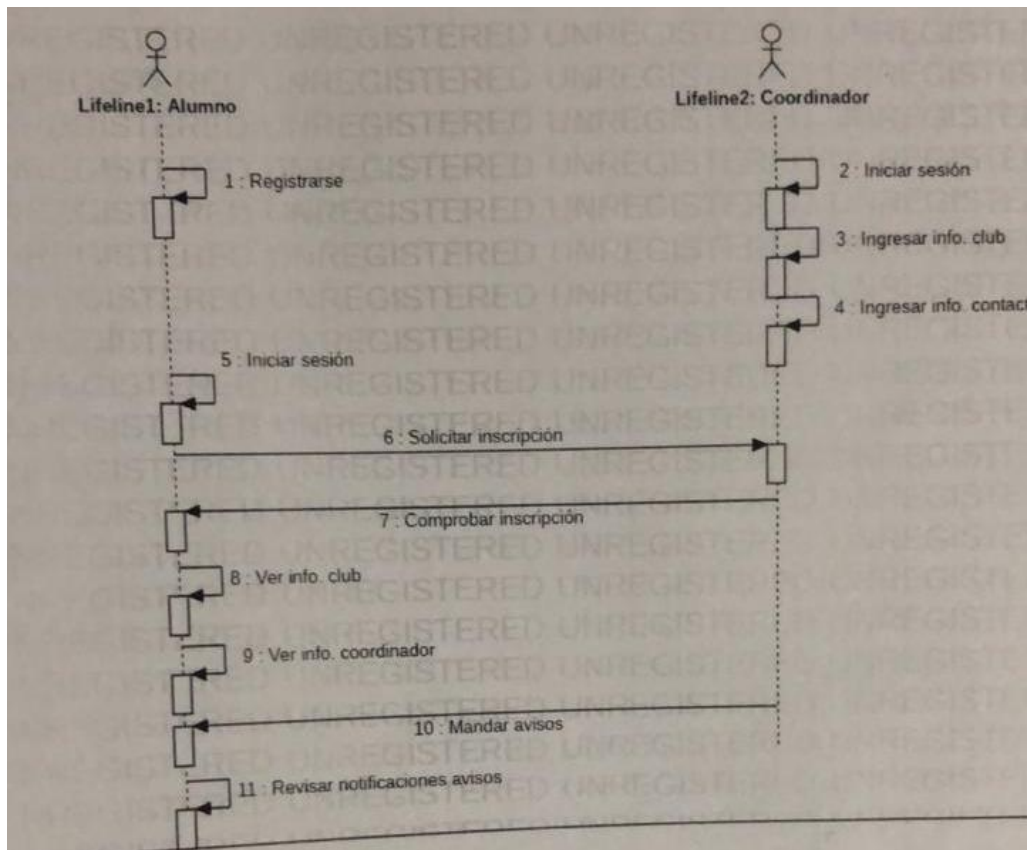 UNREGISTERED UNREGISTERED
Lifeline1: Alumno
Lifeline2: Coordinador
1 : Registrarse
2 : Iniciar sesión
3 : Ingresar info. club
4 : Ingresar info. contact
5 : Iniciar sesión
6 : Solicitar inscripción
7 : Comprobar inscripción
8 : Ver info. club
9 : Ver info. coordinador
10 : Mandar avisos
11 : Revisar notificaciones avisos